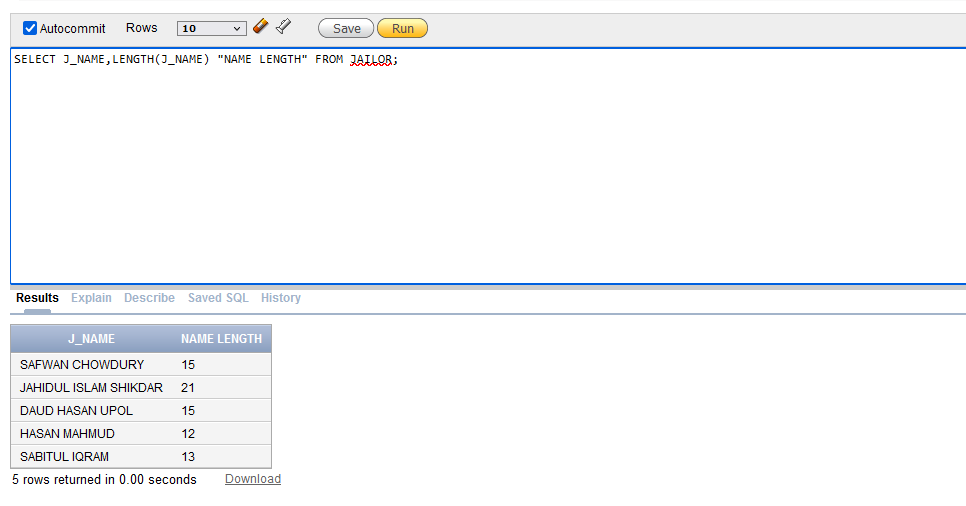 Autocommit Rows 10 Save Run
SELECT J_NAME,LENGTH(J_NAME) "NAME LENGTH" FROM JAILOR;
Results Explain Describe Saved SQL History
J_NAME NAME LENGTH
SAFWAN CHOWDURY 15
JAHIDUL ISLAM SHIKDAR 21
DAUD HASAN UPOL 15
HASAN MAHMUD 12
SABITUL IQRAM 13
5 rows returned in 0.00 seconds Download